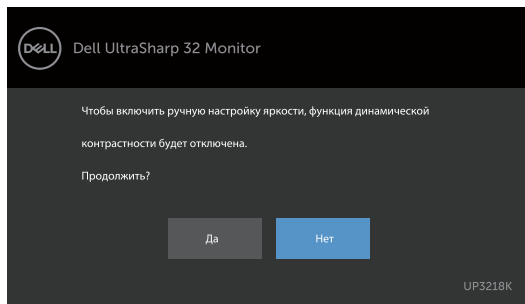 DELL
Dell UltraSharp 32 Monitor
Чтобы включить ручную настройку яркости, функция динамической
контрастности будет отключена.
Продолжить?
Да
Нет
UP3218K